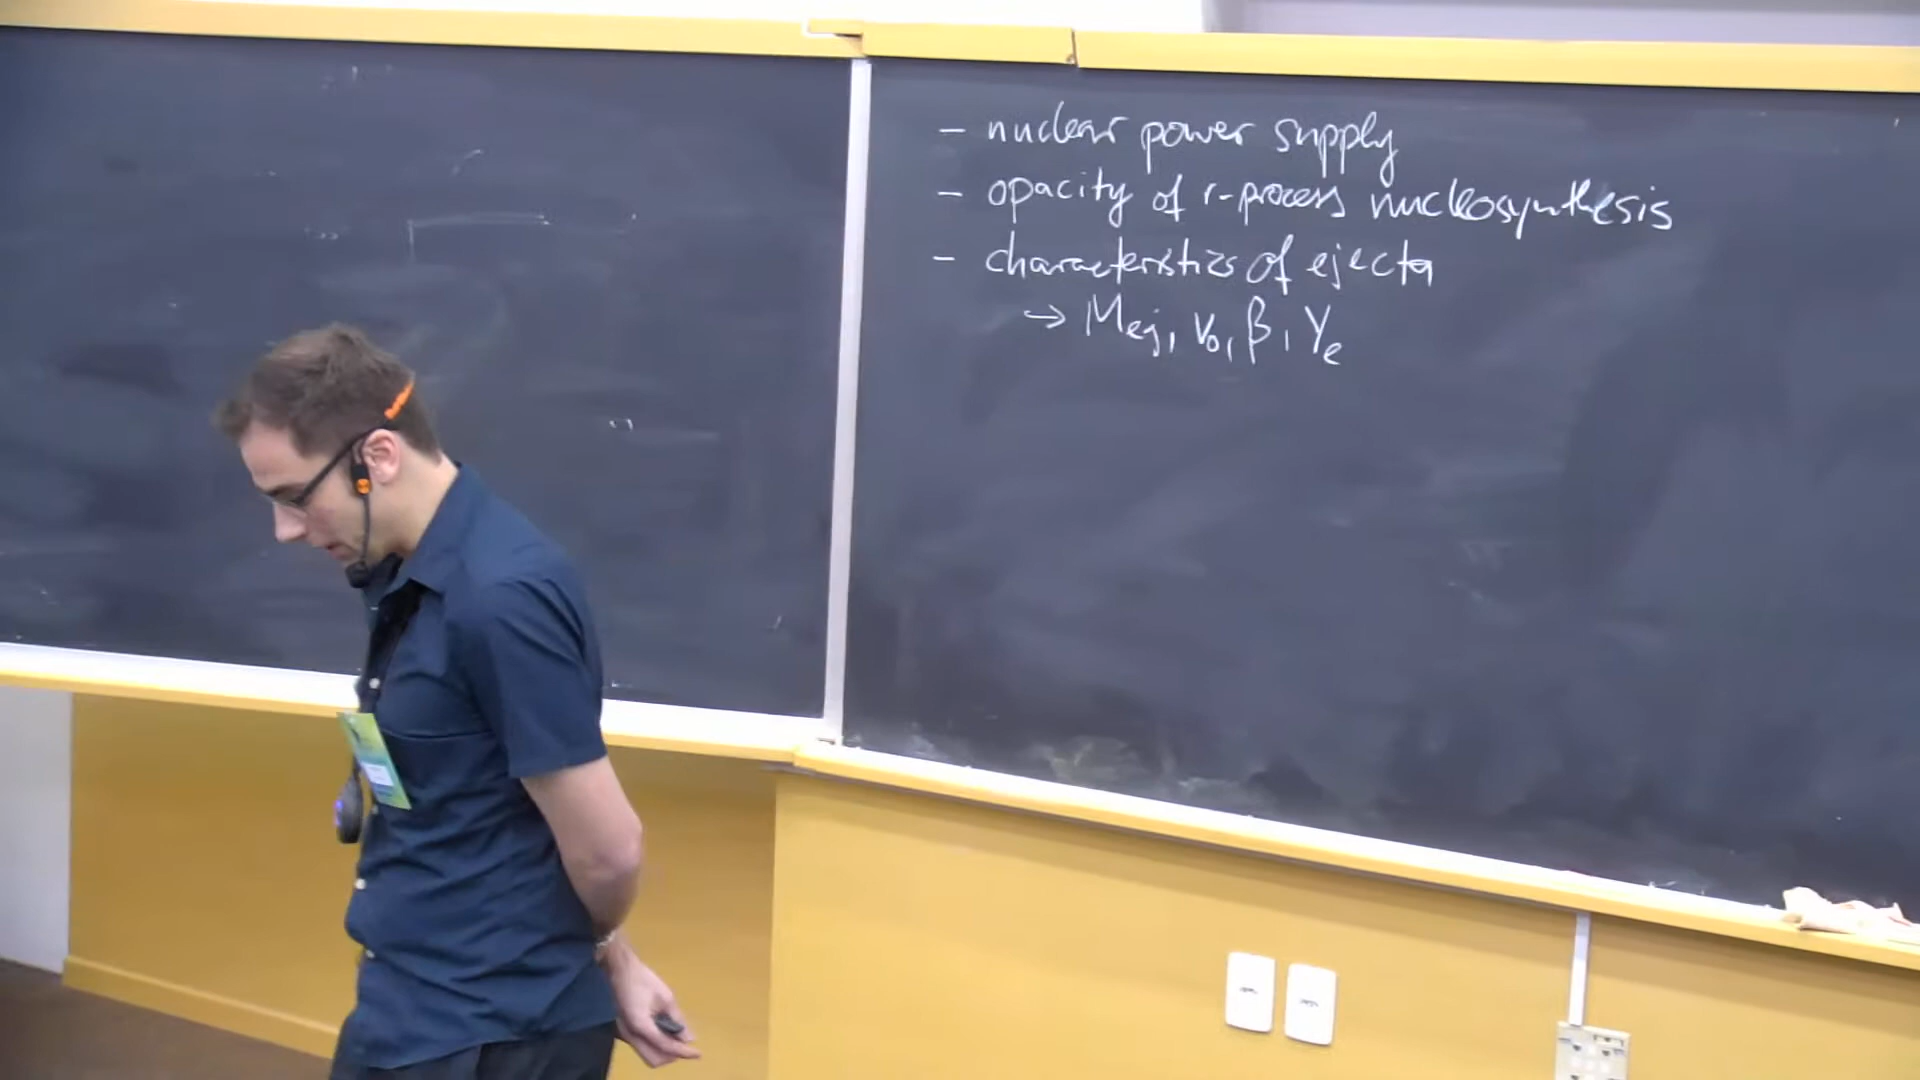 - nuclear power supply
- opacity of r-process nucleosynthesis
- characteristics of ejecta
→ Mej, v0, β, Ye